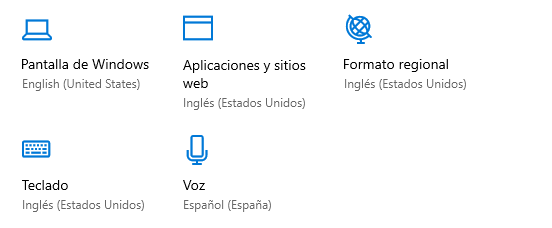 Pantalla de Windows
English (United States)
Aplicaciones y sitios
web
Inglés (Estados Unidos)
Formato regional
Inglés (Estados Unidos)
Teclado
Inglés (Estados Unidos)
Voz
Español (España)